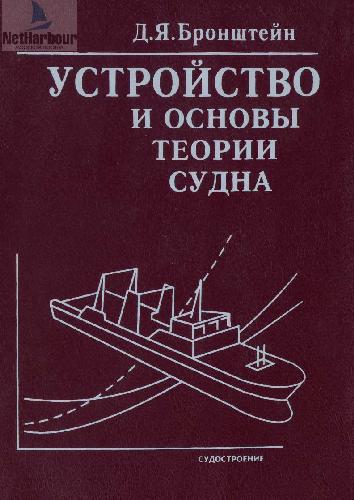 NetHarbour
Д.Я.Бронштейн
УСТРОЙСТВО
И ОСНОВЫ
ТЕОРИИ
СУДНА
СУДОСТРОЕНИЕ